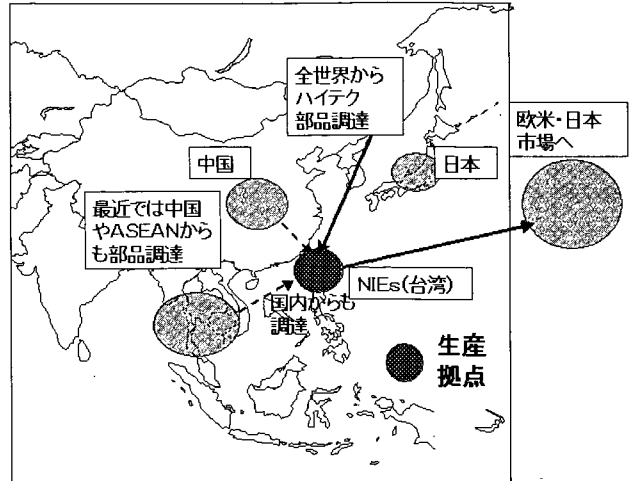 全世界から
ハイテク
部品調達
欧米・日本
市場へ
中国
日本
最近では中国
やASEANから
も部品調達
NIEs(台湾)
国内からも
調達
生産
拠点